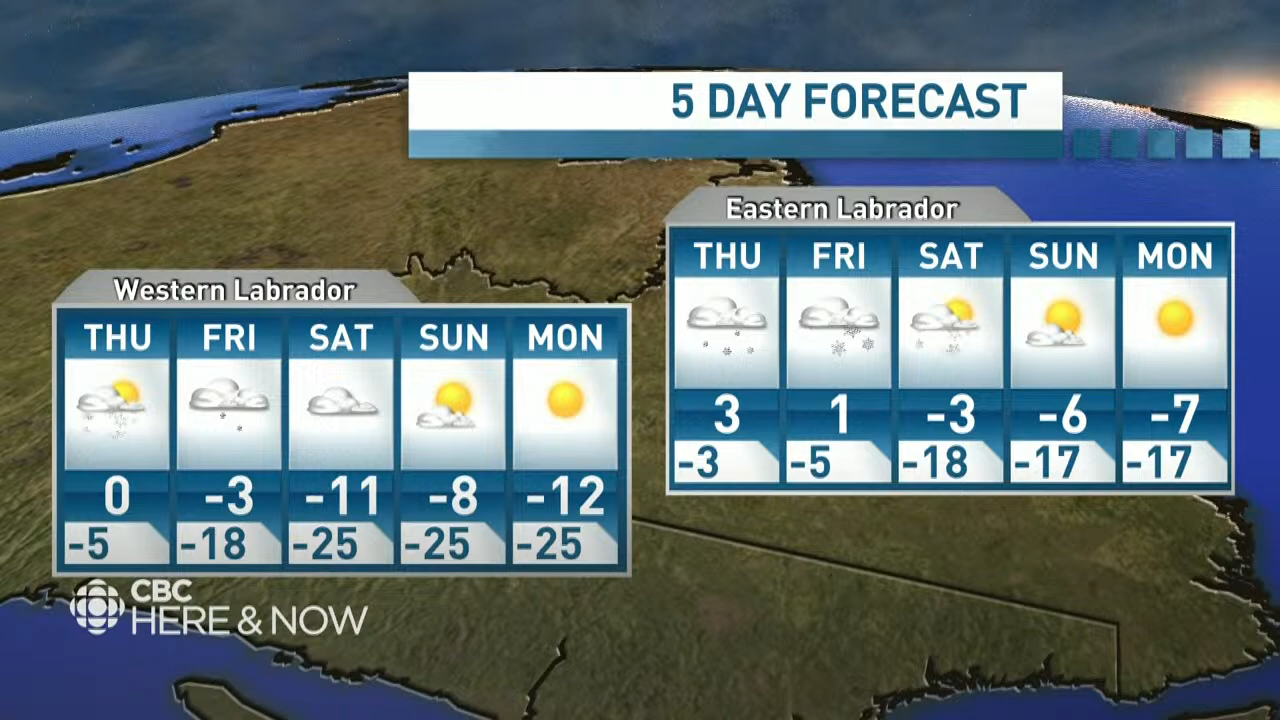 5 DAY FORECAST
Eastern Labrador
THU FRI SAT SUN MON
3 1 -3 -6 -7
-3 -5 -18 -17 -17
Western Labrador
THU FRI SAT SUN MON
0 -3 -11 -8 -12
-5 -18 -25 -25 -25
CBC
HERE & NOW